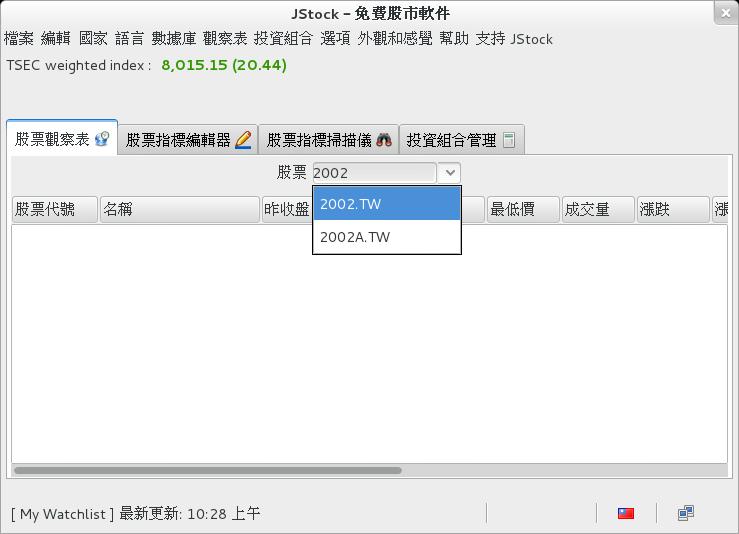 JStock – 免費股市軟件
檔案 編輯 國家 語言 數據庫 觀察表 投資組合 選項 外觀和感覺 幫助 支持 JStock
TSEC weighted index : 8,015.15 (20.44)
股票觀察表 股票指標編輯器 股票指標掃描儀 投資組合管理
股票 2002
2002.TW
2002A.TW
股票代號 名稱 昨收盤 最低價 成交量 漲跌 漲
[ My Watchlist ] 最新更新: 10:28 上午